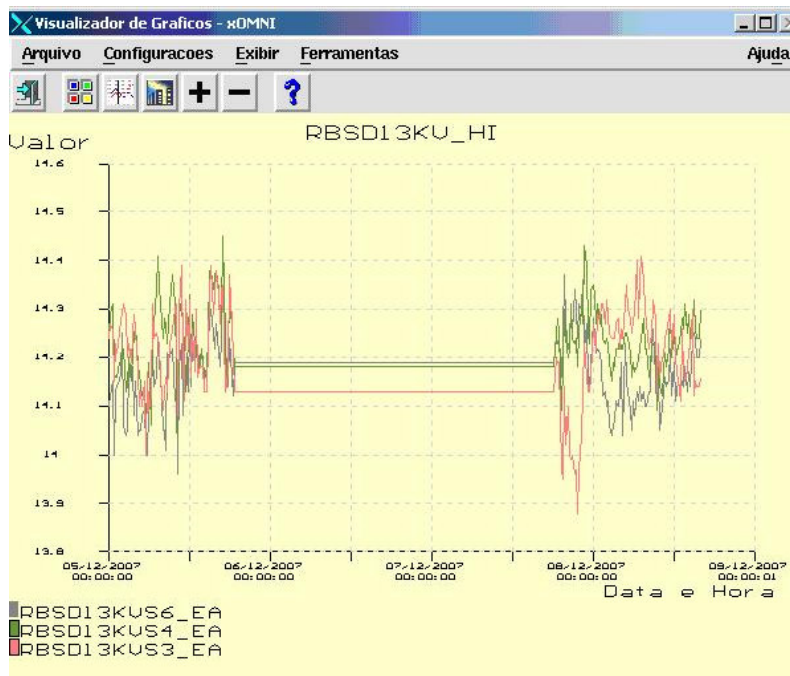 Visualizador de Graficos - xOMNI
Arquivo Configuracoes Exibir Ferramentas Ajuda
RBSD13KV_HI
Valor
14.6
14.5
14.4
14.3
14.2
14.1
14
13.9
13.8
05/12/2007 06/12/2007 07/12/2007 08/12/2007 09/12/2007
00:00:00 00:00:00 00:00:00 00:00:00 00:00:01
Data e Hora
RBSD13KVS6_EA
RBSD13KVS4_EA
RBSD13KVS3_EA